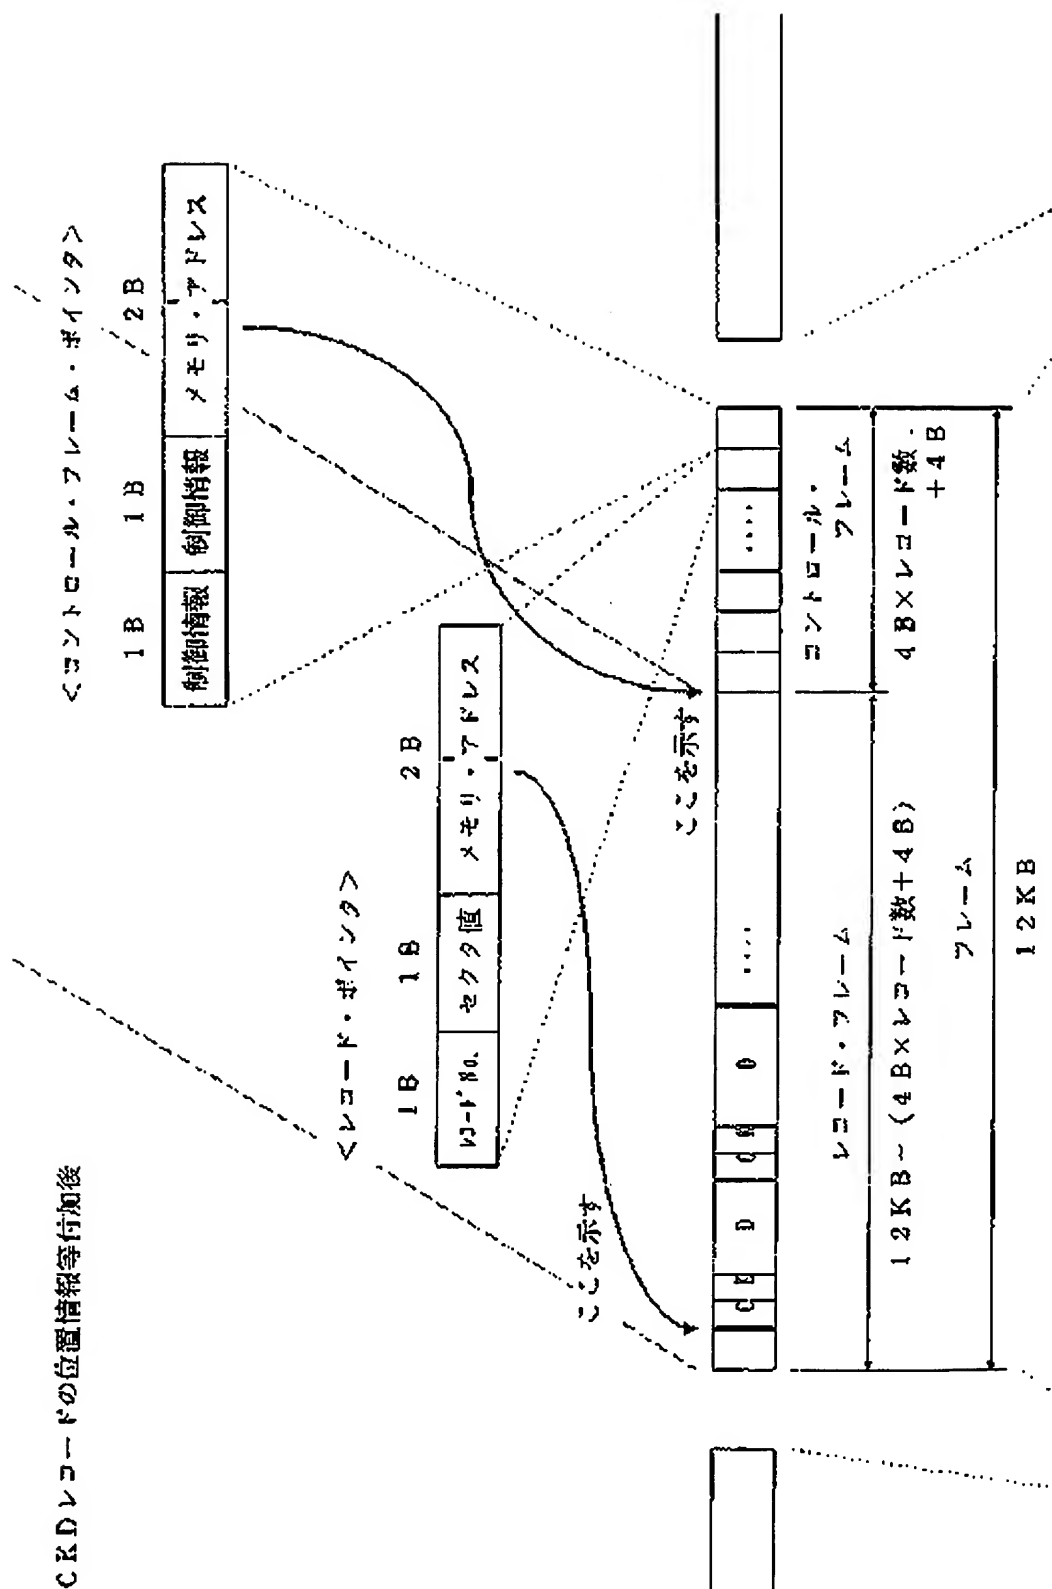 CKDレコードの位置情報等付加後
<コントロール・フレーム・ポインタ>
1B 1B 2B
制御情報 制御情報 メモリ・アドレス
<レコード・ポインタ>
1B 1B 2B
レコードNo. セクタ値 メモリ・アドレス
ここを示す
ここを示す
C K D C K D ‥‥ ‥‥
レコード・フレーム
12KB−(4B×レコード数+4B)
コントロール・
フレーム
4B×レコード数
+4B
フレーム
12KB